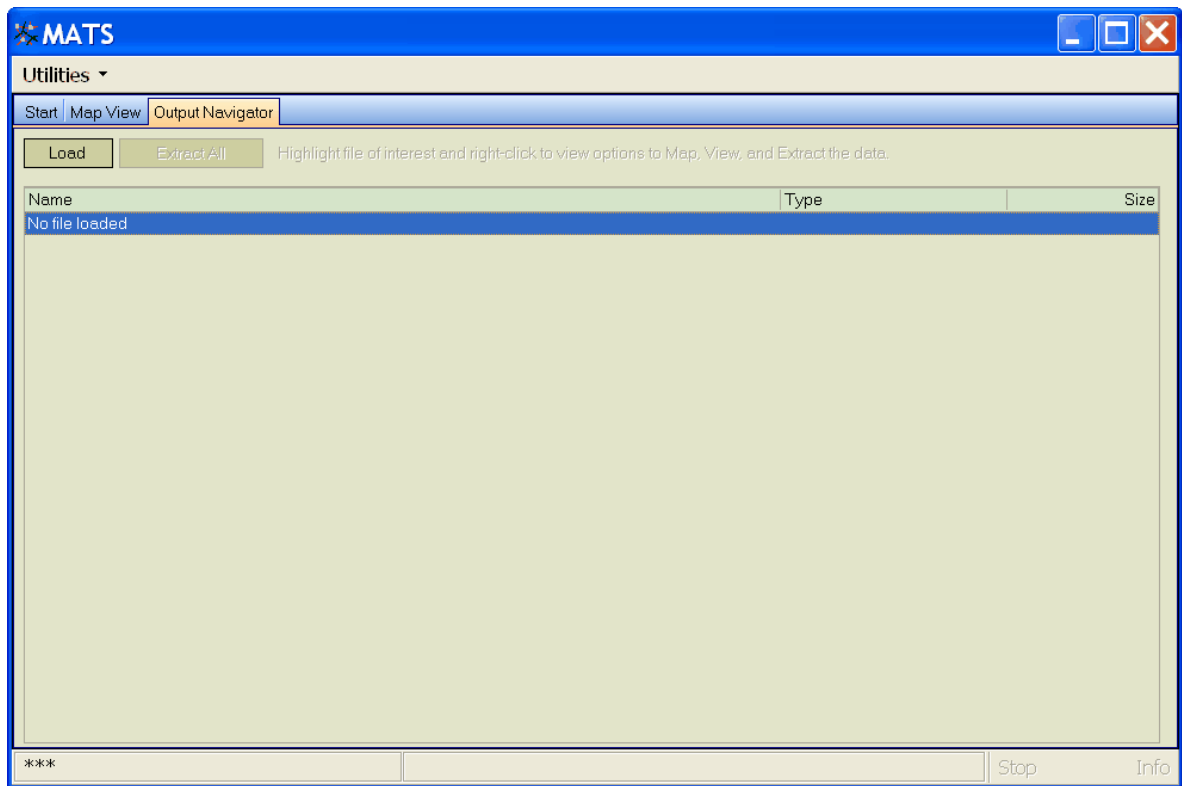 MATS
Utilities
Start Map View Output Navigator
Load Extract All Highlight file of interest and right-click to view options to Map, View, and Extract the data.
Name Type Size
No file loaded
*** Stop Info